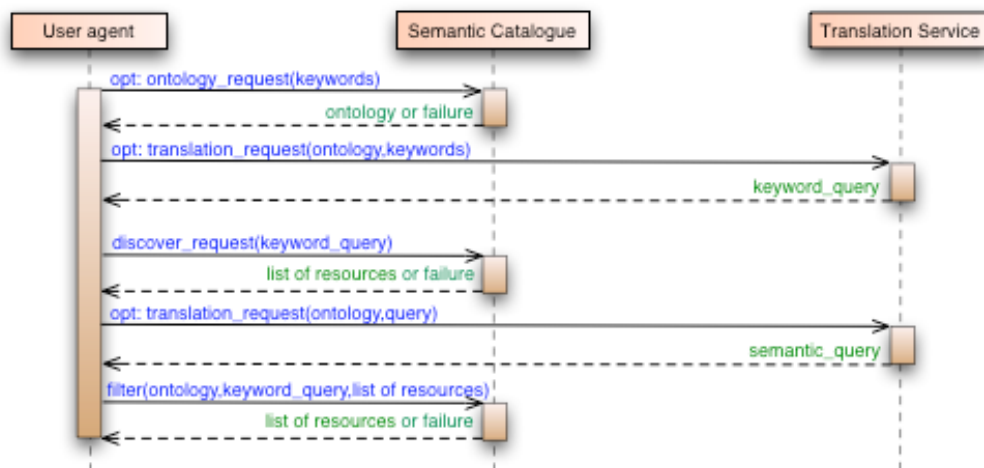 User agent
Semantic Catalogue
Translation Service
opt: ontology_request(keywords)
ontology or failure
opt: translation_request(ontology,keywords)
keyword_query
discover_request(keyword_query)
list of resources or failure
opt: translation_request(ontology,query)
semantic_query
filter(ontology,keyword_query,list of resources)
list of resources or failure